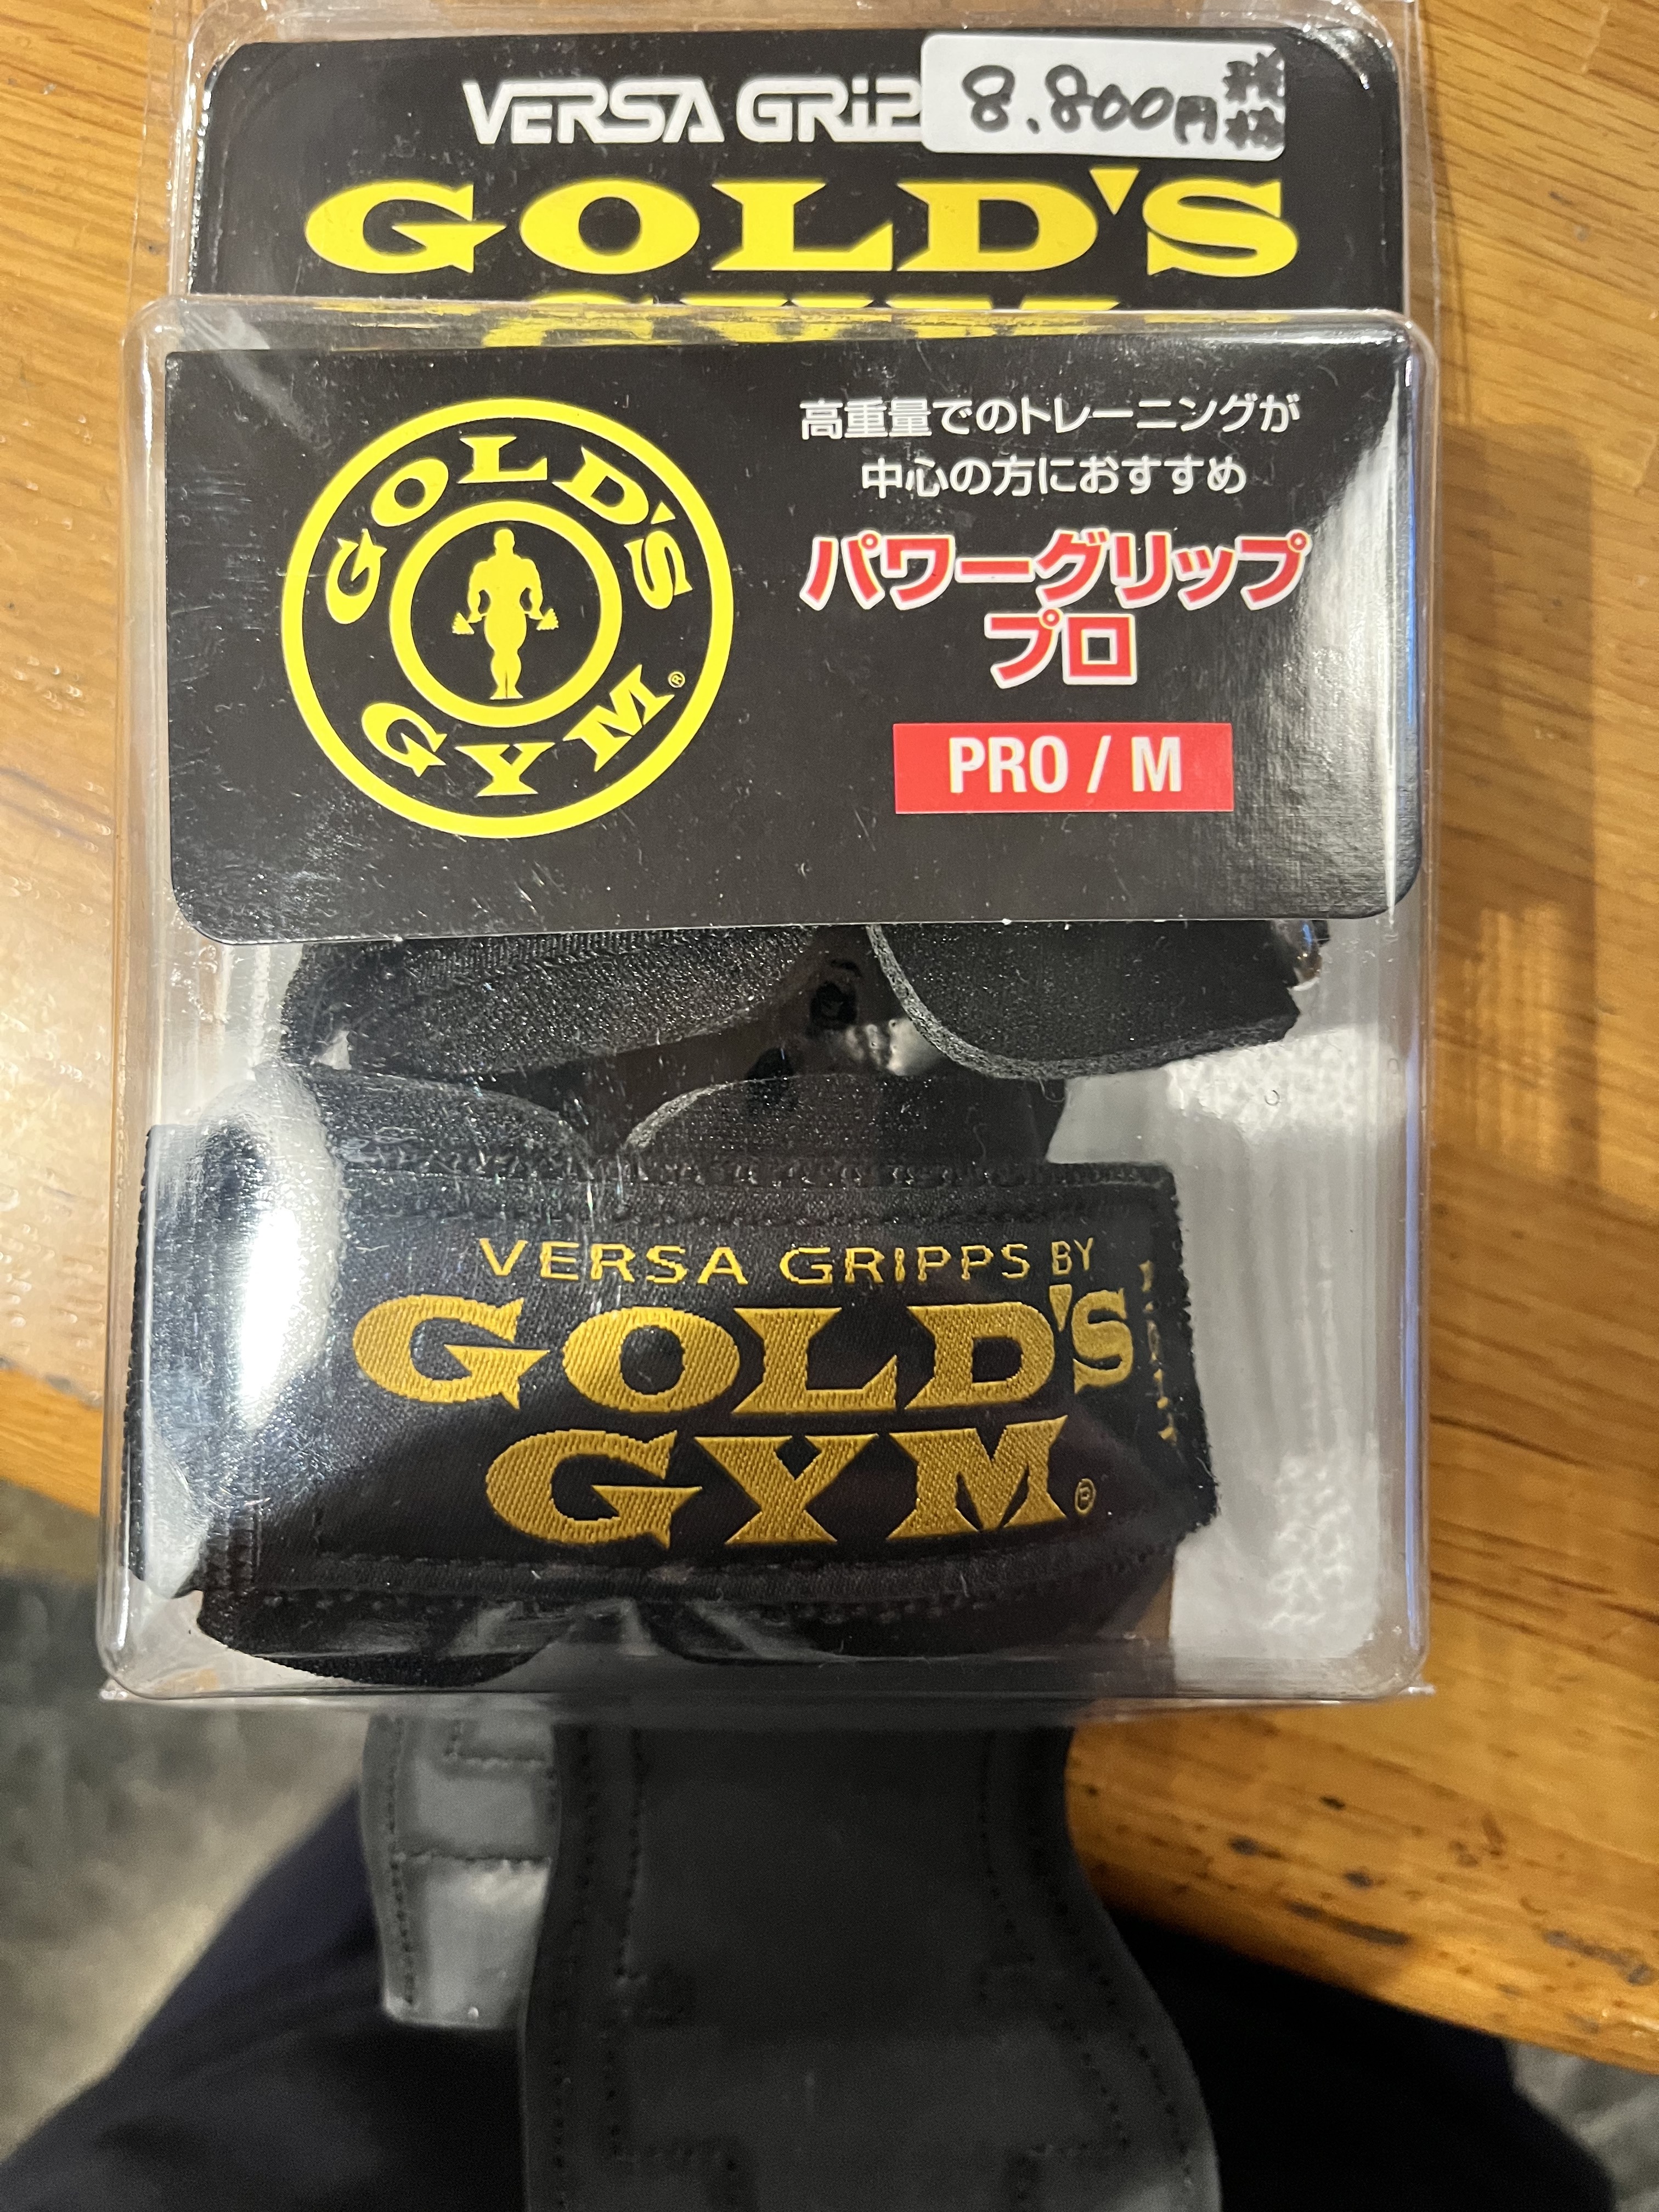 VERSA GRIP
8.800円
GOLD'S
GOLD'S GYM®
高重量でのトレーニングが
中心の方におすすめ
パワーグリップ
プロ
PRO / M
VERSA GRIPPS BY
GOLD'S
GYM®